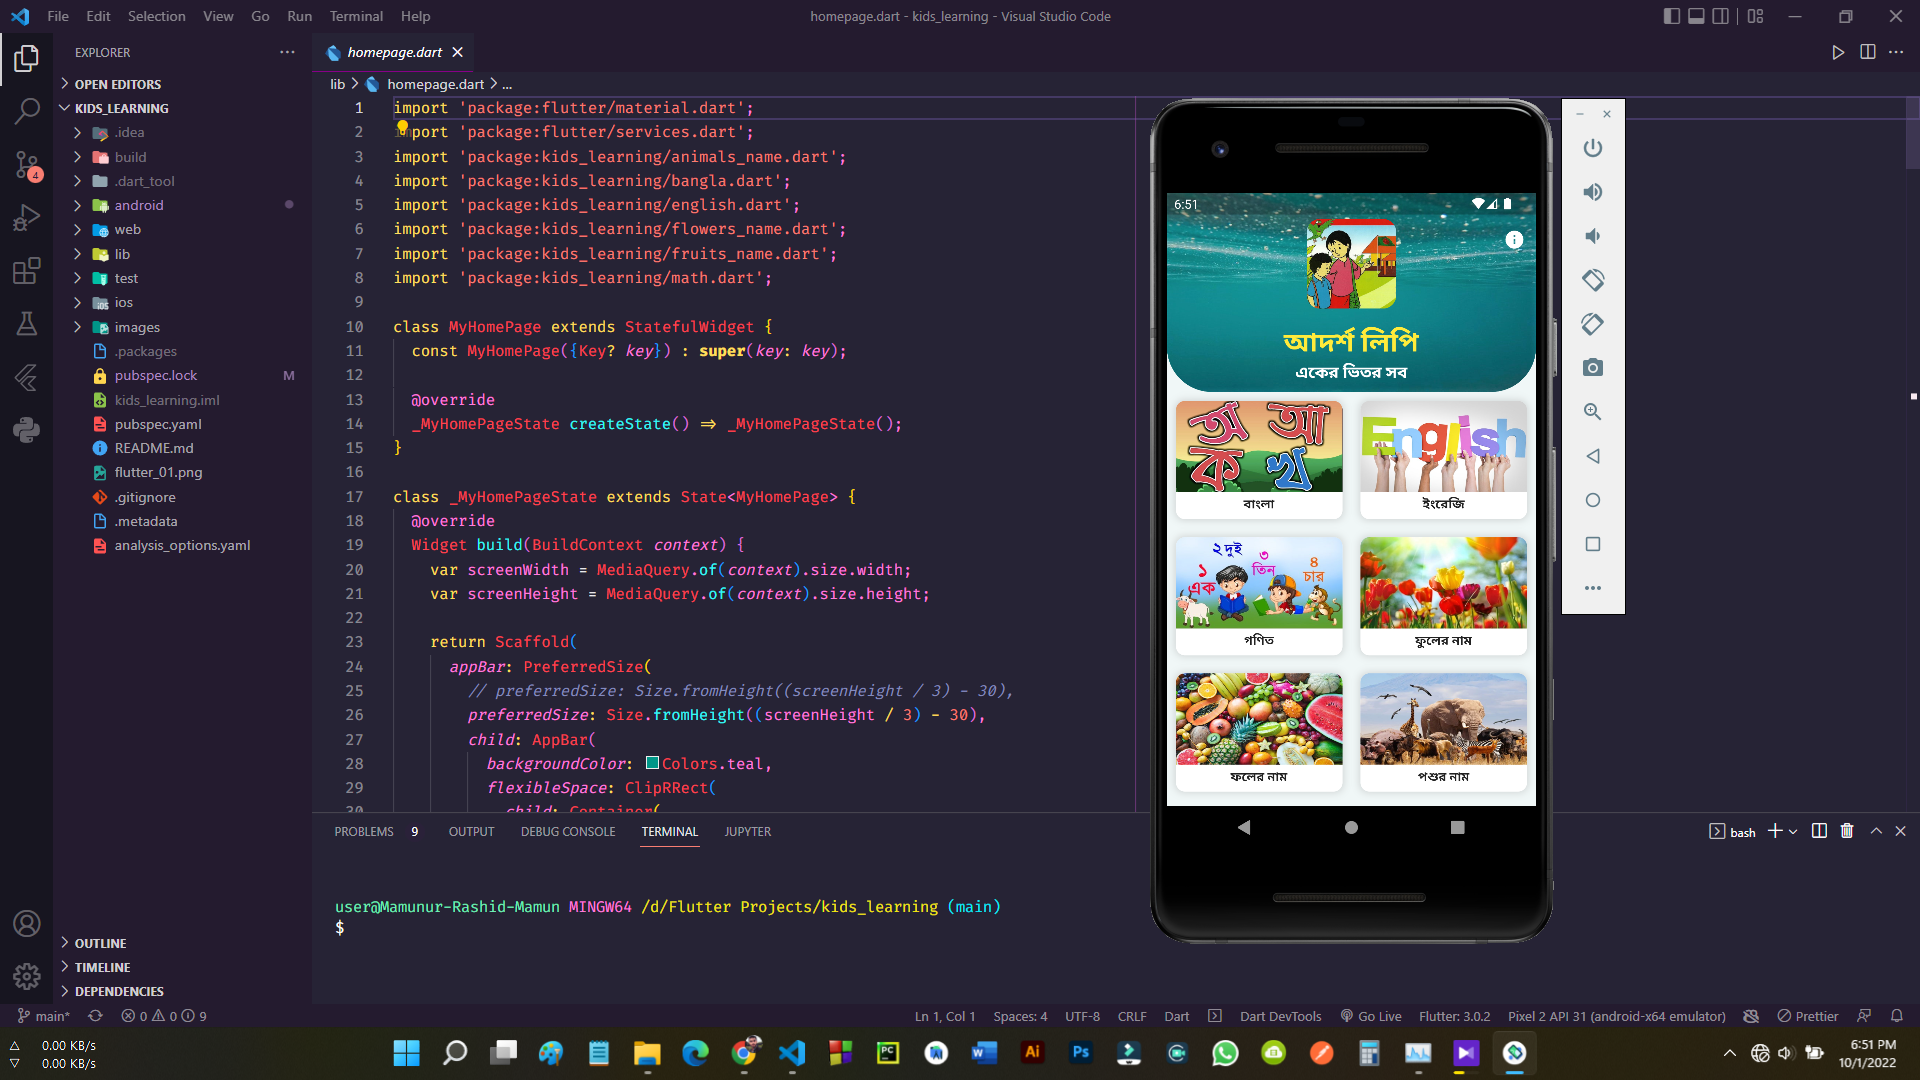 File Edit Selection View Go Run Terminal Help
homepage.dart - kids_learning - Visual Studio Code
EXPLORER
OPEN EDITORS
KIDS_LEARNING
.idea
build
.dart_tool
android
web
lib
test
ios
images
.packages
pubspec.lock M
kids_learning.iml
pubspec.yaml
README.md
flutter_01.png
.gitignore
.metadata
analysis_options.yaml
OUTLINE
TIMELINE
DEPENDENCIES
4
homepage.dart
lib > homepage.dart > ...
1 import 'package:flutter/material.dart';
2 import 'package:flutter/services.dart';
3 import 'package:kids_learning/animals_name.dart';
4 import 'package:kids_learning/bangla.dart';
5 import 'package:kids_learning/english.dart';
6 import 'package:kids_learning/flowers_name.dart';
7 import 'package:kids_learning/fruits_name.dart';
8 import 'package:kids_learning/math.dart';
9
10 class MyHomePage extends StatefulWidget {
11 const MyHomePage({Key? key}) : super(key: key);
12
13 @override
14 _MyHomePageState createState() => _MyHomePageState();
15 }
16
17 class _MyHomePageState extends State<MyHomePage> {
18 @override
19 Widget build(BuildContext context) {
20 var screenWidth = MediaQuery.of(context).size.width;
21 var screenHeight = MediaQuery.of(context).size.height;
22
23 return Scaffold(
24 appBar: PreferredSize(
25 // preferredSize: Size.fromHeight((screenHeight / 3) - 30),
26 preferredSize: Size.fromHeight((screenHeight / 3) - 30),
27 child: AppBar(
28 backgroundColor: Colors.teal,
29 flexibleSpace: ClipRRect(
30 child: Container(
6:51
আদর্শ লিপি
একের ভিতর সব
অ আ
ক খ
বাংলা
English
ইংরেজি
২ দুই
৩
তিন
৪
চার
১
এক
গণিত
ফুলের নাম
ফলের নাম
পশুর নাম
PROBLEMS 9 OUTPUT DEBUG CONSOLE TERMINAL JUPYTER
bash
user@Mamunur-Rashid-Mamun MINGW64 /d/Flutter Projects/kids_learning (main)
$
main* 0 0 9
Ln 1, Col 1 Spaces: 4 UTF-8 CRLF Dart Dart DevTools Go Live Flutter: 3.0.2 Pixel 2 API 31 (android-x64 emulator) Prettier
0.00 KB/s
0.00 KB/s
PC
W
Ai
Ps
6:51 PM
10/1/2022